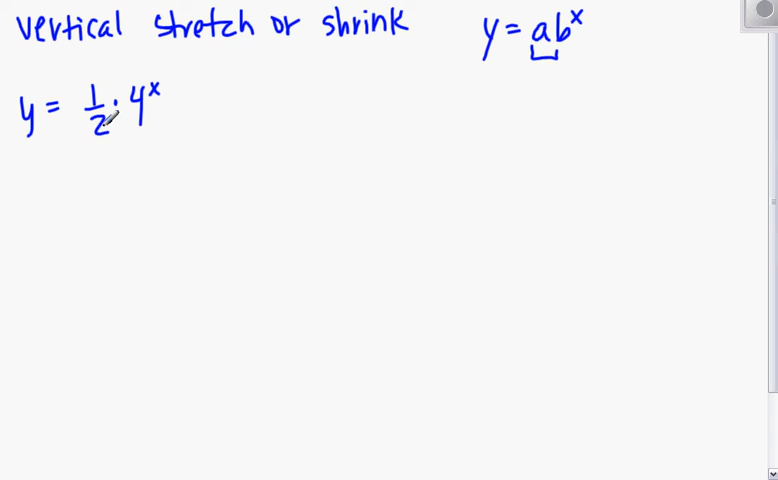 vertical stretch or shrink
y = ab^x
y = 1/2 · 4^x